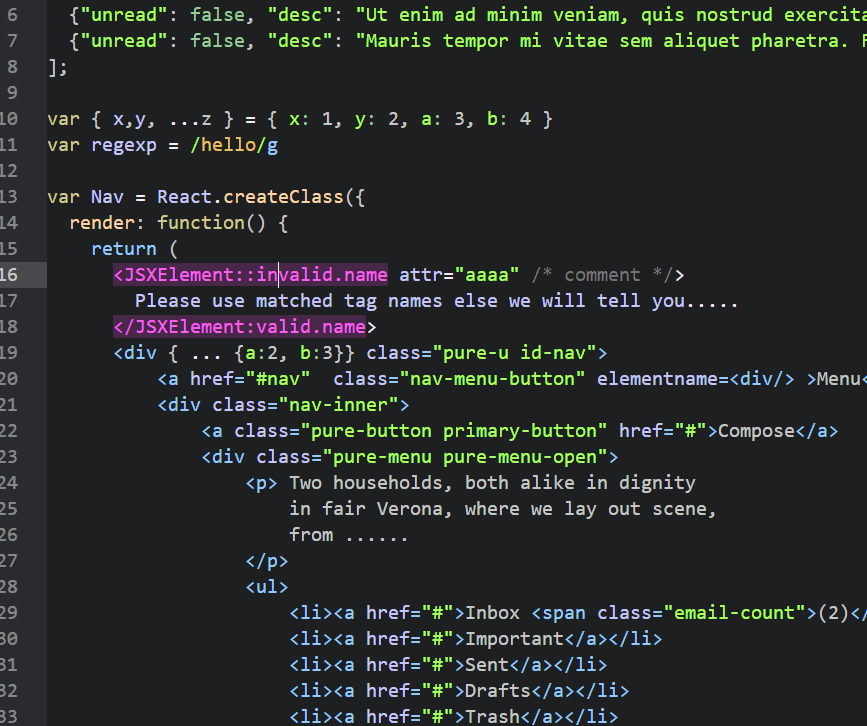 6 {"unread": false, "desc": "Ut enim ad minim veniam, quis nostrud exercita
7 {"unread": false, "desc": "Mauris tempor mi vitae sem aliquet pharetra. F
8 ];
9
10 var { x,y, ...z } = { x: 1, y: 2, a: 3, b: 4 }
11 var regexp = /hello/g
12
13 var Nav = React.createClass({
14 render: function() {
15 return (
16 <JSXElement::invalid.name attr="aaaa" /* comment */>
17 Please use matched tag names else we will tell you.....
18 </JSXElement:valid.name>
19 <div { ... {a:2, b:3}} class="pure-u id-nav">
20 <a href="#nav"  class="nav-menu-button" elementname=<div/> >Menu<
21 <div class="nav-inner">
22 <a class="pure-button primary-button" href="#">Compose</a>
23 <div class="pure-menu pure-menu-open">
24 <p> Two households, both alike in dignity
25 in fair Verona, where we lay out scene,
26 from ......
27 </p>
28 <ul>
29 <li><a href="#">Inbox <span class="email-count">(2)</
30 <li><a href="#">Important</a></li>
31 <li><a href="#">Sent</a></li>
32 <li><a href="#">Drafts</a></li>
33 <li><a href="#">Trash</a></li>